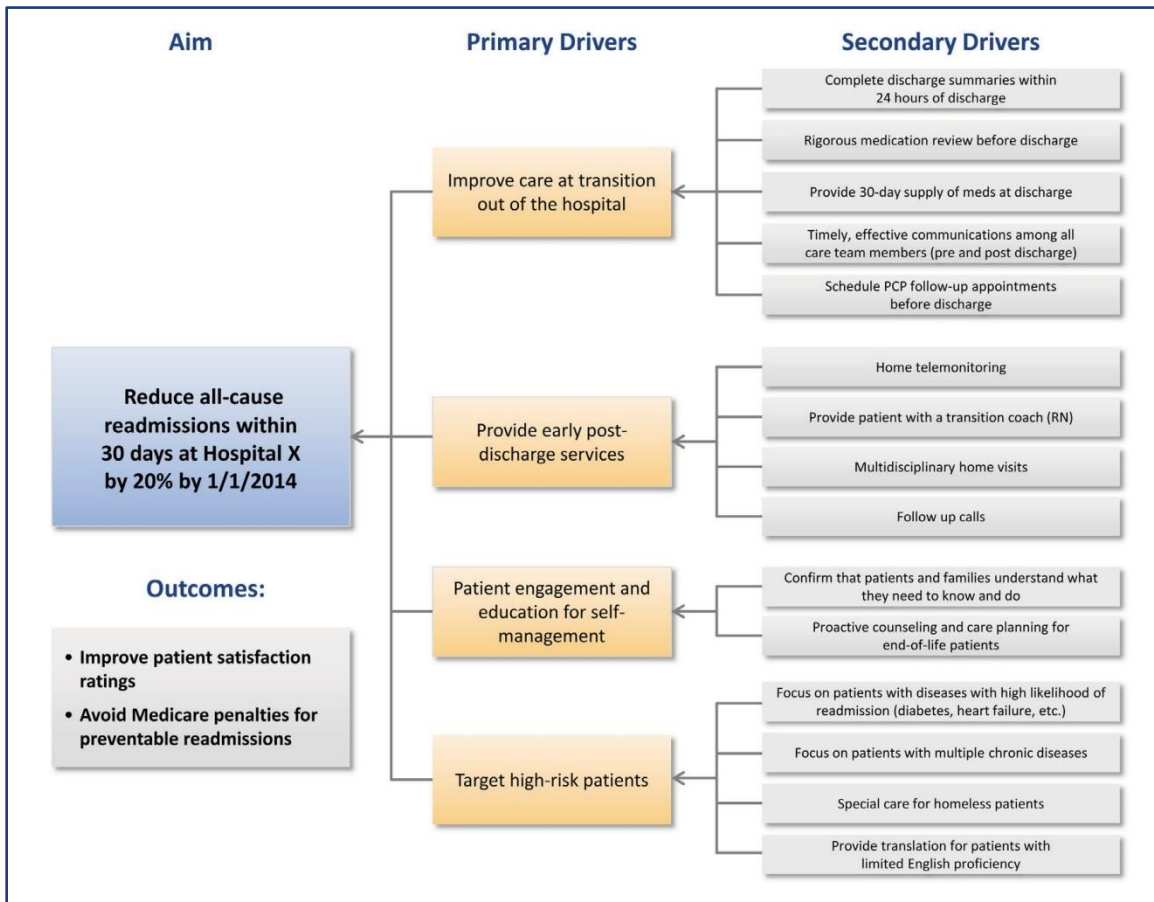 Aim
Primary Drivers
Secondary Drivers
Complete discharge summaries within
24 hours of discharge
Rigorous medication review before discharge
Improve care at transition
out of the hospital
Provide 30-day supply of meds at discharge
Timely, effective communications among all
care team members (pre and post discharge)
Schedule PCP follow-up appointments
before discharge
Reduce all-cause
readmissions within
30 days at Hospital X
by 20% by 1/1/2014
Provide early post-
discharge services
Home telemonitoring
Provide patient with a transition coach (RN)
Multidisciplinary home visits
Follow up calls
Outcomes:
• Improve patient satisfaction
ratings
• Avoid Medicare penalties for
preventable readmissions
Patient engagement and
education for self-
management
Confirm that patients and families understand what
they need to know and do
Proactive counseling and care planning for
end-of-life patients
Target high-risk patients
Focus on patients with diseases with high likelihood of
readmission (diabetes, heart failure, etc.)
Focus on patients with multiple chronic diseases
Special care for homeless patients
Provide translation for patients with
limited English proficiency